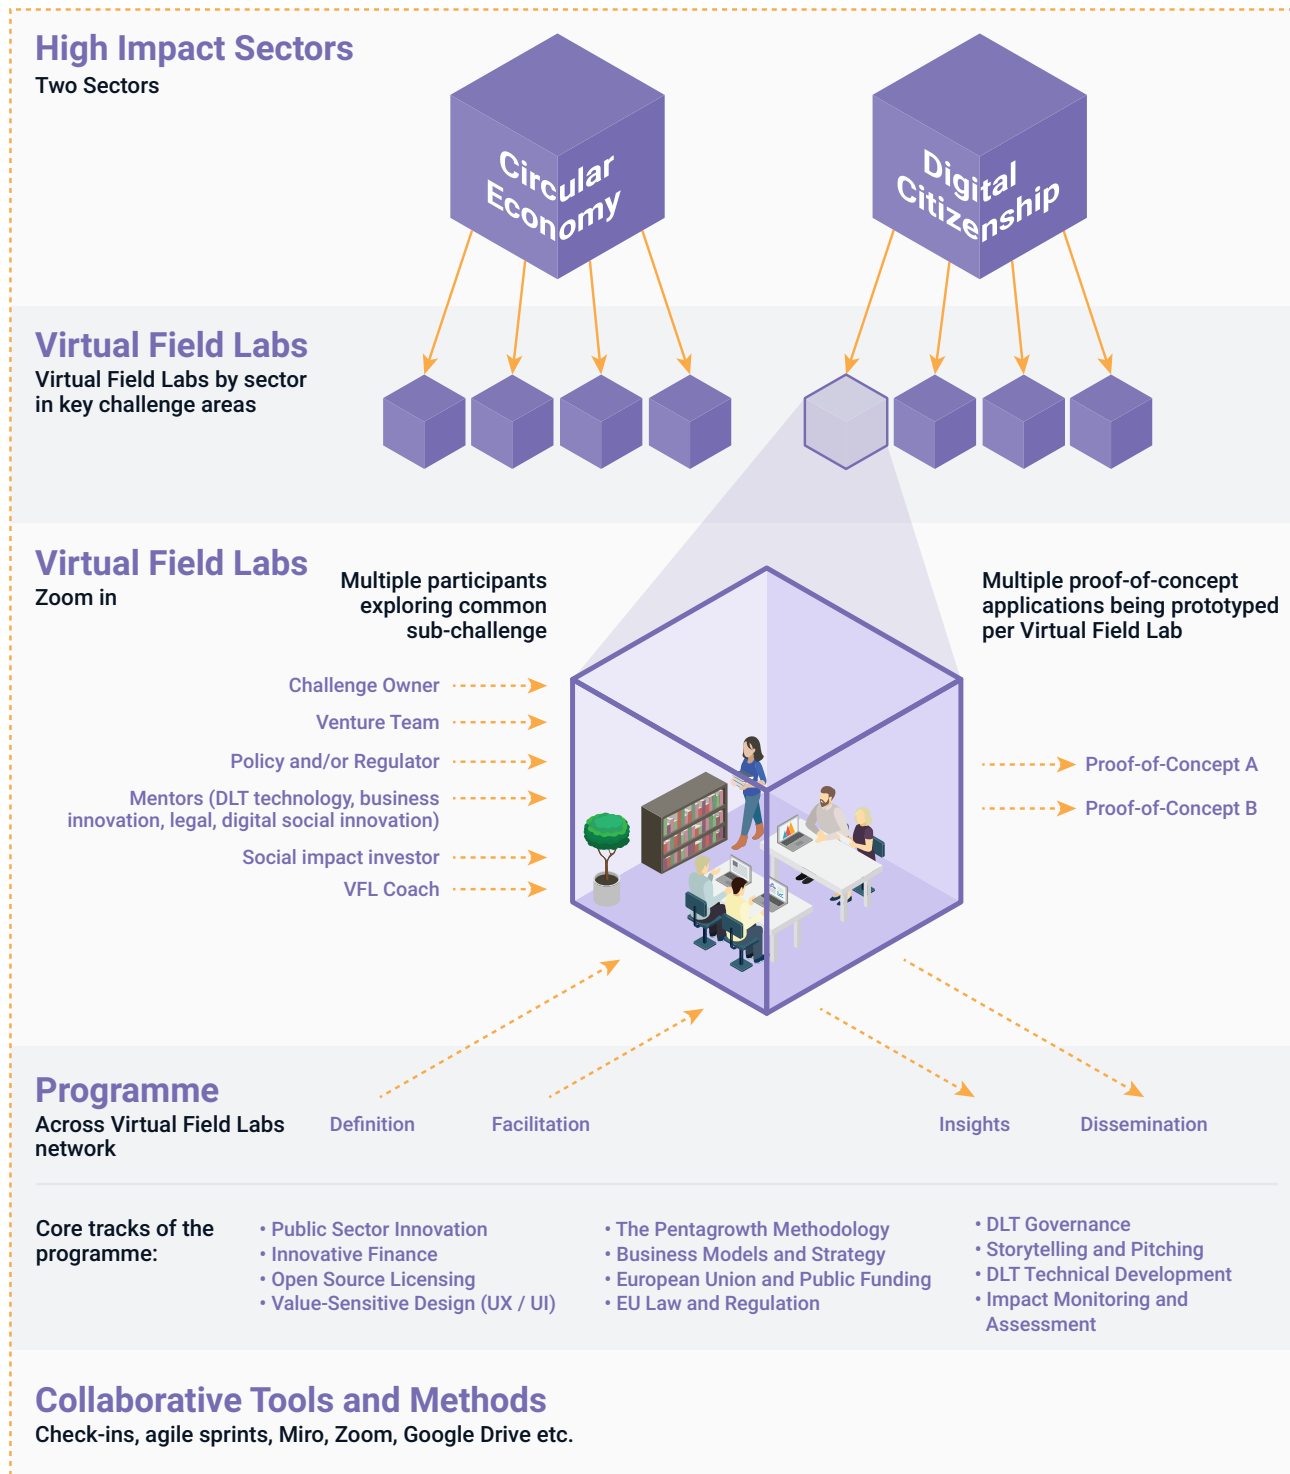 High Impact Sectors
Two Sectors
Circular
Economy
Digital
Citizenship
Virtual Field Labs
Virtual Field Labs by sector
in key challenge areas
Virtual Field Labs
Zoom in
Multiple participants
exploring common
sub-challenge
Challenge Owner
Venture Team
Policy and/or Regulator
Mentors (DLT technology, business
innovation, legal, digital social innovation)
Social impact investor
VFL Coach
Multiple proof-of-concept
applications being prototyped
per Virtual Field Lab
Proof-of-Concept A
Proof-of-Concept B
Programme
Across Virtual Field Labs
network
Definition
Facilitation
Insights
Dissemination
Core tracks of the
programme:
• Public Sector Innovation
• Innovative Finance
• Open Source Licensing
• Value-Sensitive Design (UX / UI)
• The Pentagrowth Methodology
• Business Models and Strategy
• European Union and Public Funding
• EU Law and Regulation
• DLT Governance
• Storytelling and Pitching
• DLT Technical Development
• Impact Monitoring and
Assessment
Collaborative Tools and Methods
Check-ins, agile sprints, Miro, Zoom, Google Drive etc.